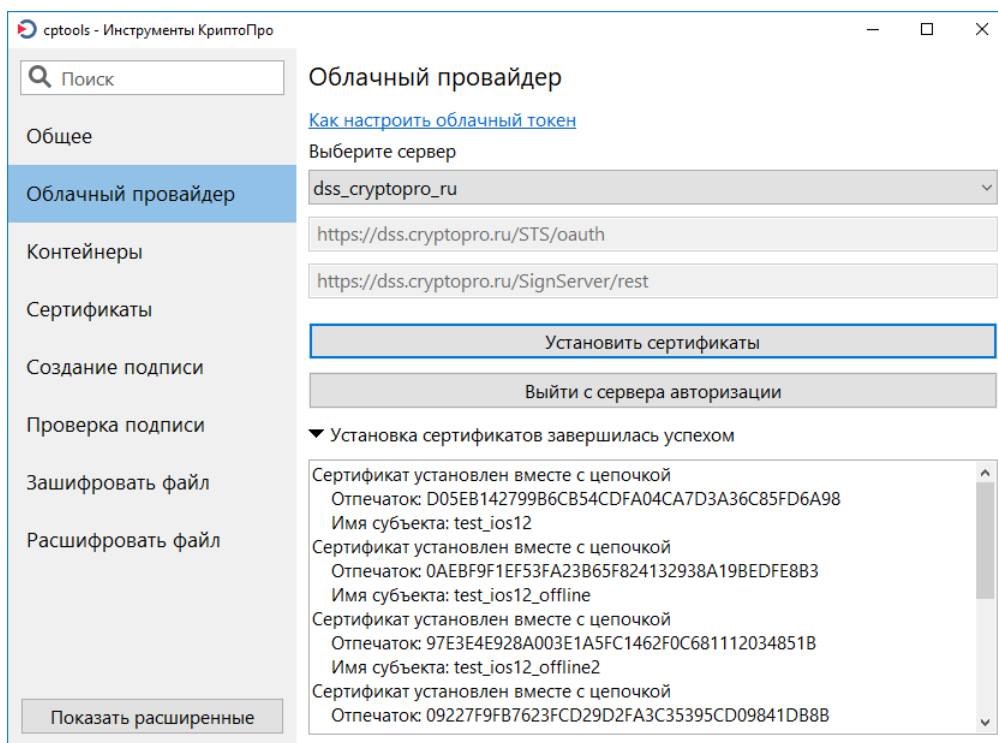 cptools - Инструменты КриптоПро
Поиск
Общее
Облачный провайдер
Контейнеры
Сертификаты
Создание подписи
Проверка подписи
Зашифровать файл
Расшифровать файл
Показать расширенные
Облачный провайдер
Как настроить облачный токен
Выберите сервер
dss_cryptopro_ru
https://dss.cryptopro.ru/STS/oauth
https://dss.cryptopro.ru/SignServer/rest
Установить сертификаты
Выйти с сервера авторизации
Установка сертификатов завершилась успехом
Сертификат установлен вместе с цепочкой
Отпечаток: D05EB142799B6CB54CDFA04CA7D3A36C85FD6A98
Имя субъекта: test_ios12
Сертификат установлен вместе с цепочкой
Отпечаток: 0AEBF9F1EF53FA23B65F824132938A19BEDFE8B3
Имя субъекта: test_ios12_offline
Сертификат установлен вместе с цепочкой
Отпечаток: 97E3E4E928A003E1A5FC1462F0C681112034851B
Имя субъекта: test_ios12_offline2
Сертификат установлен вместе с цепочкой
Отпечаток: 09227F9FB7623FCD29D2FA3C35395CD09841DB8B